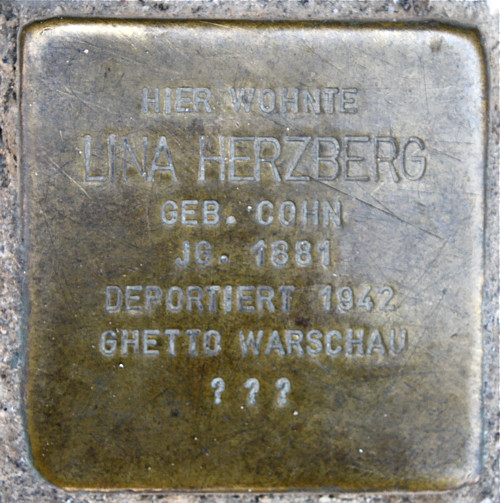 HIER WOHNTE
LINA HERZBERG
GEB. COHN
JG. 1881
DEPORTIERT 1942
GHETTO WARSCHAU
? ? ?